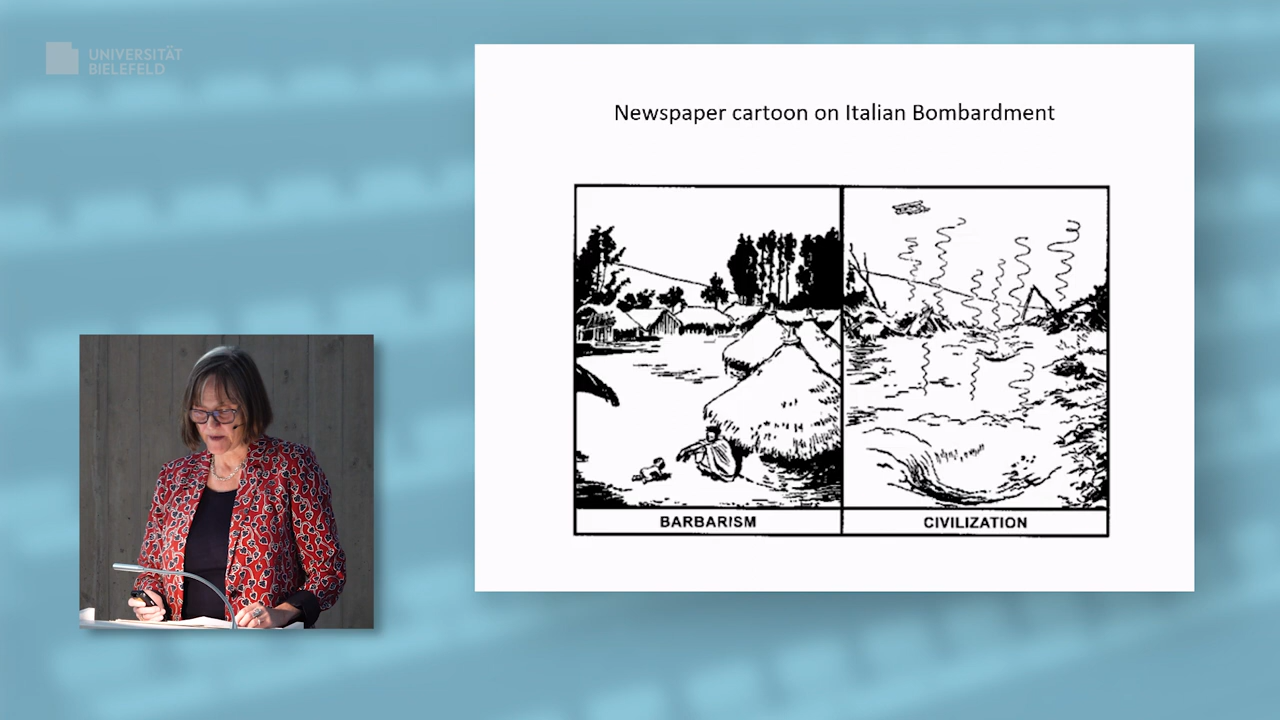 UNIVERSITÄT
BIELEFELD
Newspaper cartoon on Italian Bombardment
BARBARISM
CIVILIZATION